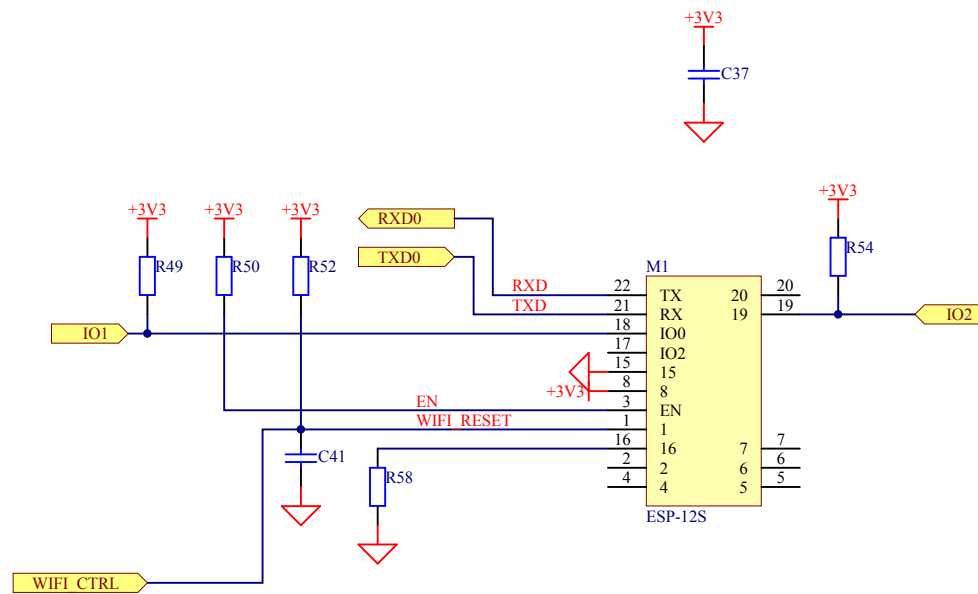 +3V3
C37
+3V3
+3V3
+3V3
+3V3
RXD0
TXD0
R49
R50
R52
R54
M1
RXD
22
TX
20
20
TXD
21
RX
19
19
IO1
18
IO0
IO2
17
IO2
15
15
+3V3
8
8
EN
3
EN
WIFI_RESET
1
1
C41
16
16
7
7
R58
2
2
6
6
4
4
5
5
ESP-12S
WIFI_CTRL